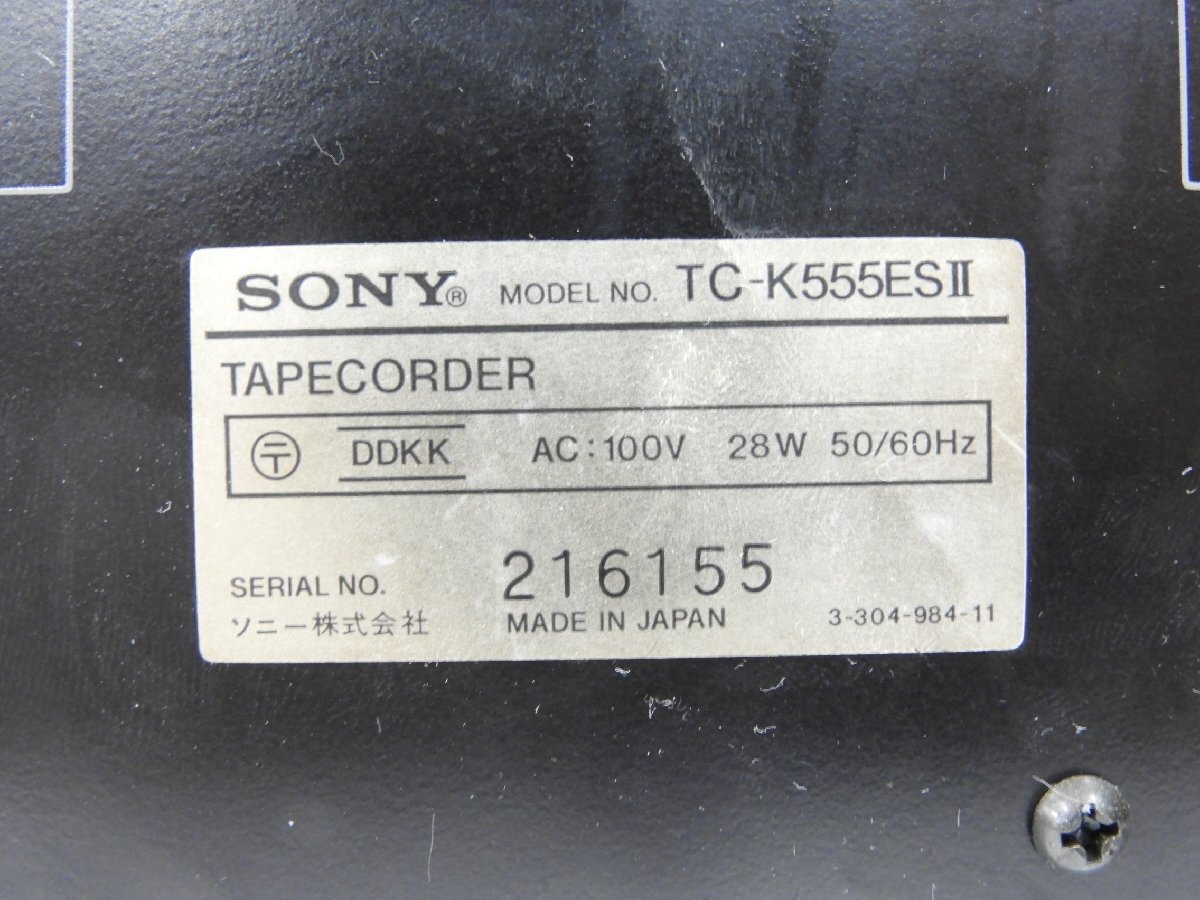 SONY® MODEL NO. TC-K555ESⅡ
TAPECORDER
〒 DDKK AC:100V 28W 50/60Hz
SERIAL NO. 216155
ソニー株式会社 MADE IN JAPAN 3-304-984-11